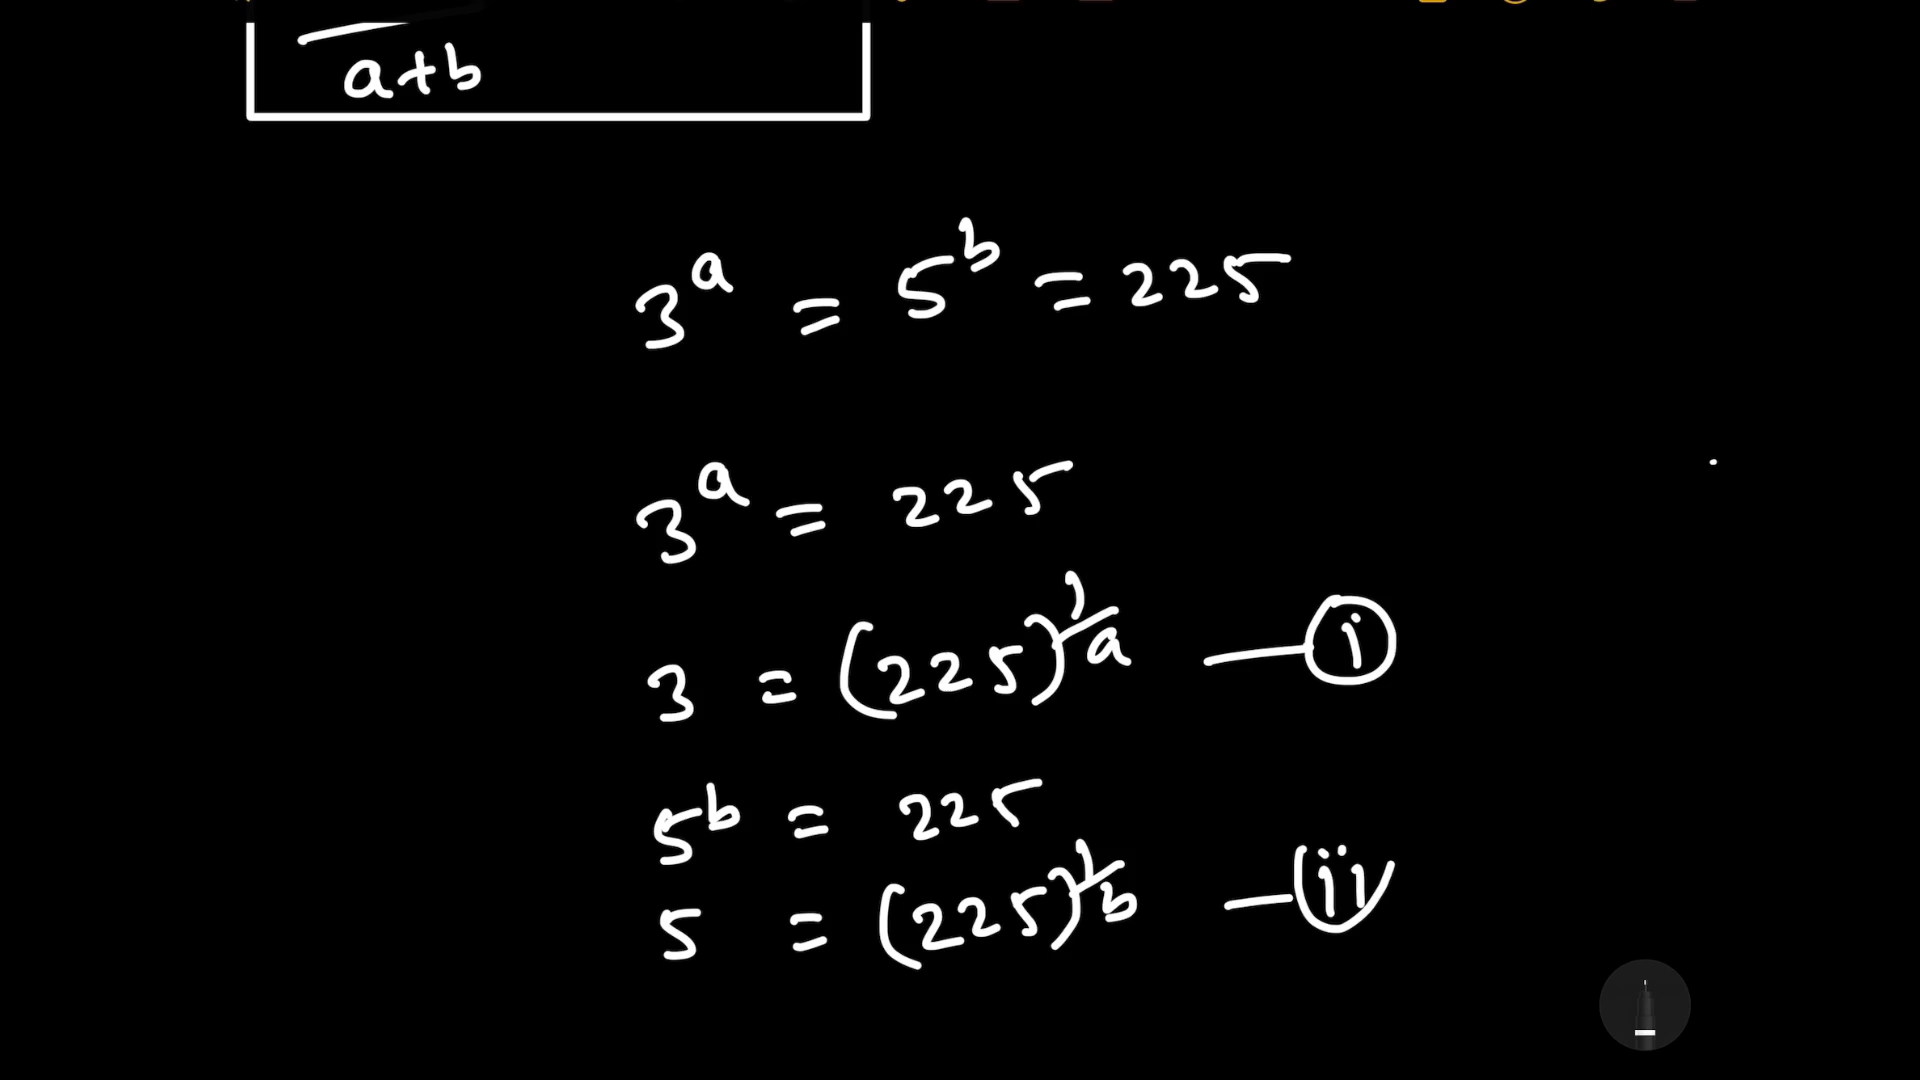 a+b
3^a = 5^b = 225
3^a = 225
3 = (225)^1/a — i
5^b = 225
5 = (225)^1/b — ii